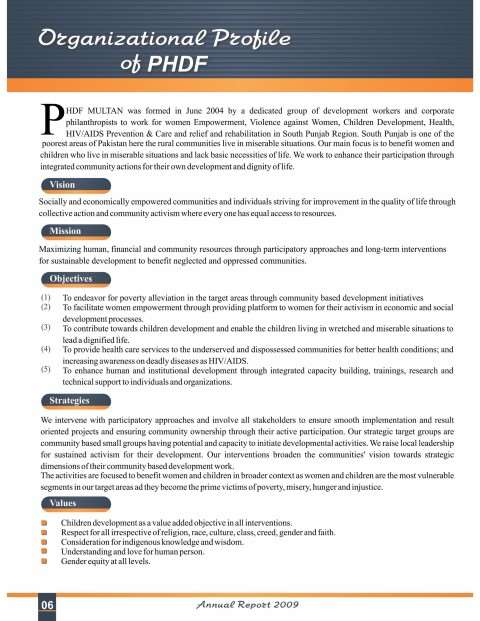 Organizational Profile
of PHDF
PHDF MULTAN was formed in June 2004 by a dedicated group of development workers and corporate
philanthropists to work for women Empowerment, Violence against Women, Children Development, Health,
HIV/AIDS Prevention & Care and relief and rehabilitation in South Punjab Region. South Punjab is one of the
poorest areas of Pakistan here the rural communities live in miserable situations. Our main focus is to benefit women and
children who live in miserable situations and lack basic necessities of life. We work to enhance their participation through
integrated community actions for their own development and dignity of life.
Vision
Socially and economically empowered communities and individuals striving for improvement in the quality of life through
collective action and community activism where every one has equal access to resources.
Mission
Maximizing human, financial and community resources through participatory approaches and long-term interventions
for sustainable development to benefit neglected and oppressed communities.
Objectives
(1) To endeavor for poverty alleviation in the target areas through community based development initiatives
(2) To facilitate women empowerment through providing platform to women for their activism in economic and social
development processes.
(3) To contribute towards children development and enable the children living in wretched and miserable situations to
lead a dignified life.
(4) To provide health care services to the underserved and dispossessed communities for better health conditions; and
increasing awareness on deadly diseases as HIV/AIDS.
(5) To enhance human and institutional development through integrated capacity building, trainings, research and
technical support to individuals and organizations.
Strategies
We intervene with participatory approaches and involve all stakeholders to ensure smooth implementation and result
oriented projects and ensuring community ownership through their active participation. Our strategic target groups are
community based small groups having potential and capacity to initiate developmental activities. We raise local leadership
for sustained activism for their development. Our interventions broaden the communities' vision towards strategic
dimensions of their community based development work.
The activities are focused to benefit women and children in broader context as women and children are the most vulnerable
segments in our target areas ad they become the prime victims of poverty, misery, hunger and injustice.
Values
Children development as a value added objective in all interventions.
Respect for all irrespective of religion, race, culture, class, creed, gender and faith.
Consideration for indigenous knowledge and wisdom.
Understanding and love for human person.
Gender equity at all levels.
06
Annual Report 2009